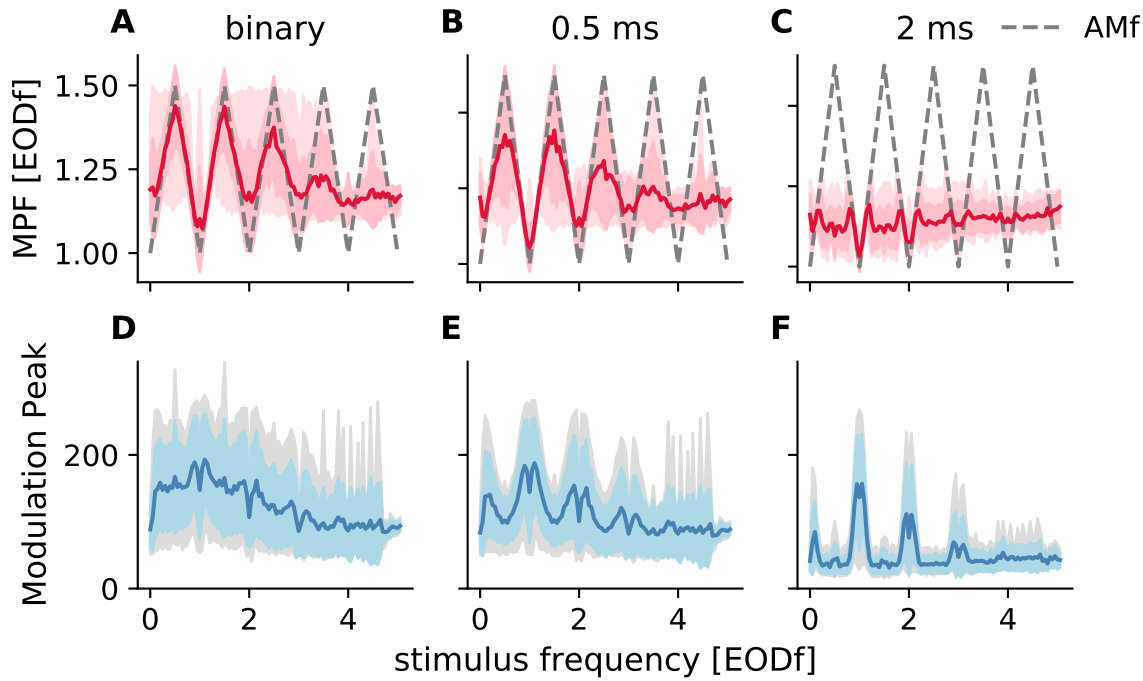 A binary B 0.5 ms C 2 ms AMf
MPF [EODf]
1.50
1.25
1.00
D E F
Modulation Peak
200
0
0 2 4 0 2 4 0 2 4
stimulus frequency [EODf]